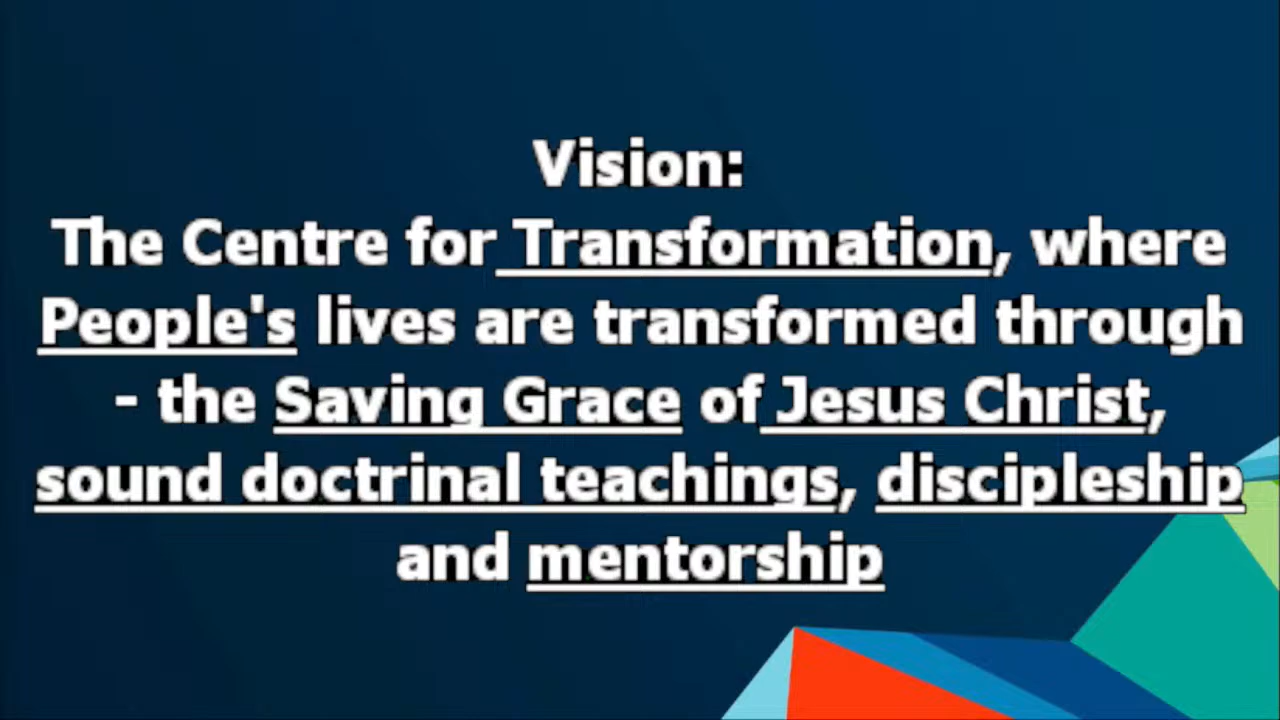 Vision:
The Centre for Transformation, where
People's lives are transformed through
- the Saving Grace of Jesus Christ,
sound doctrinal teachings, discipleship
and mentorship